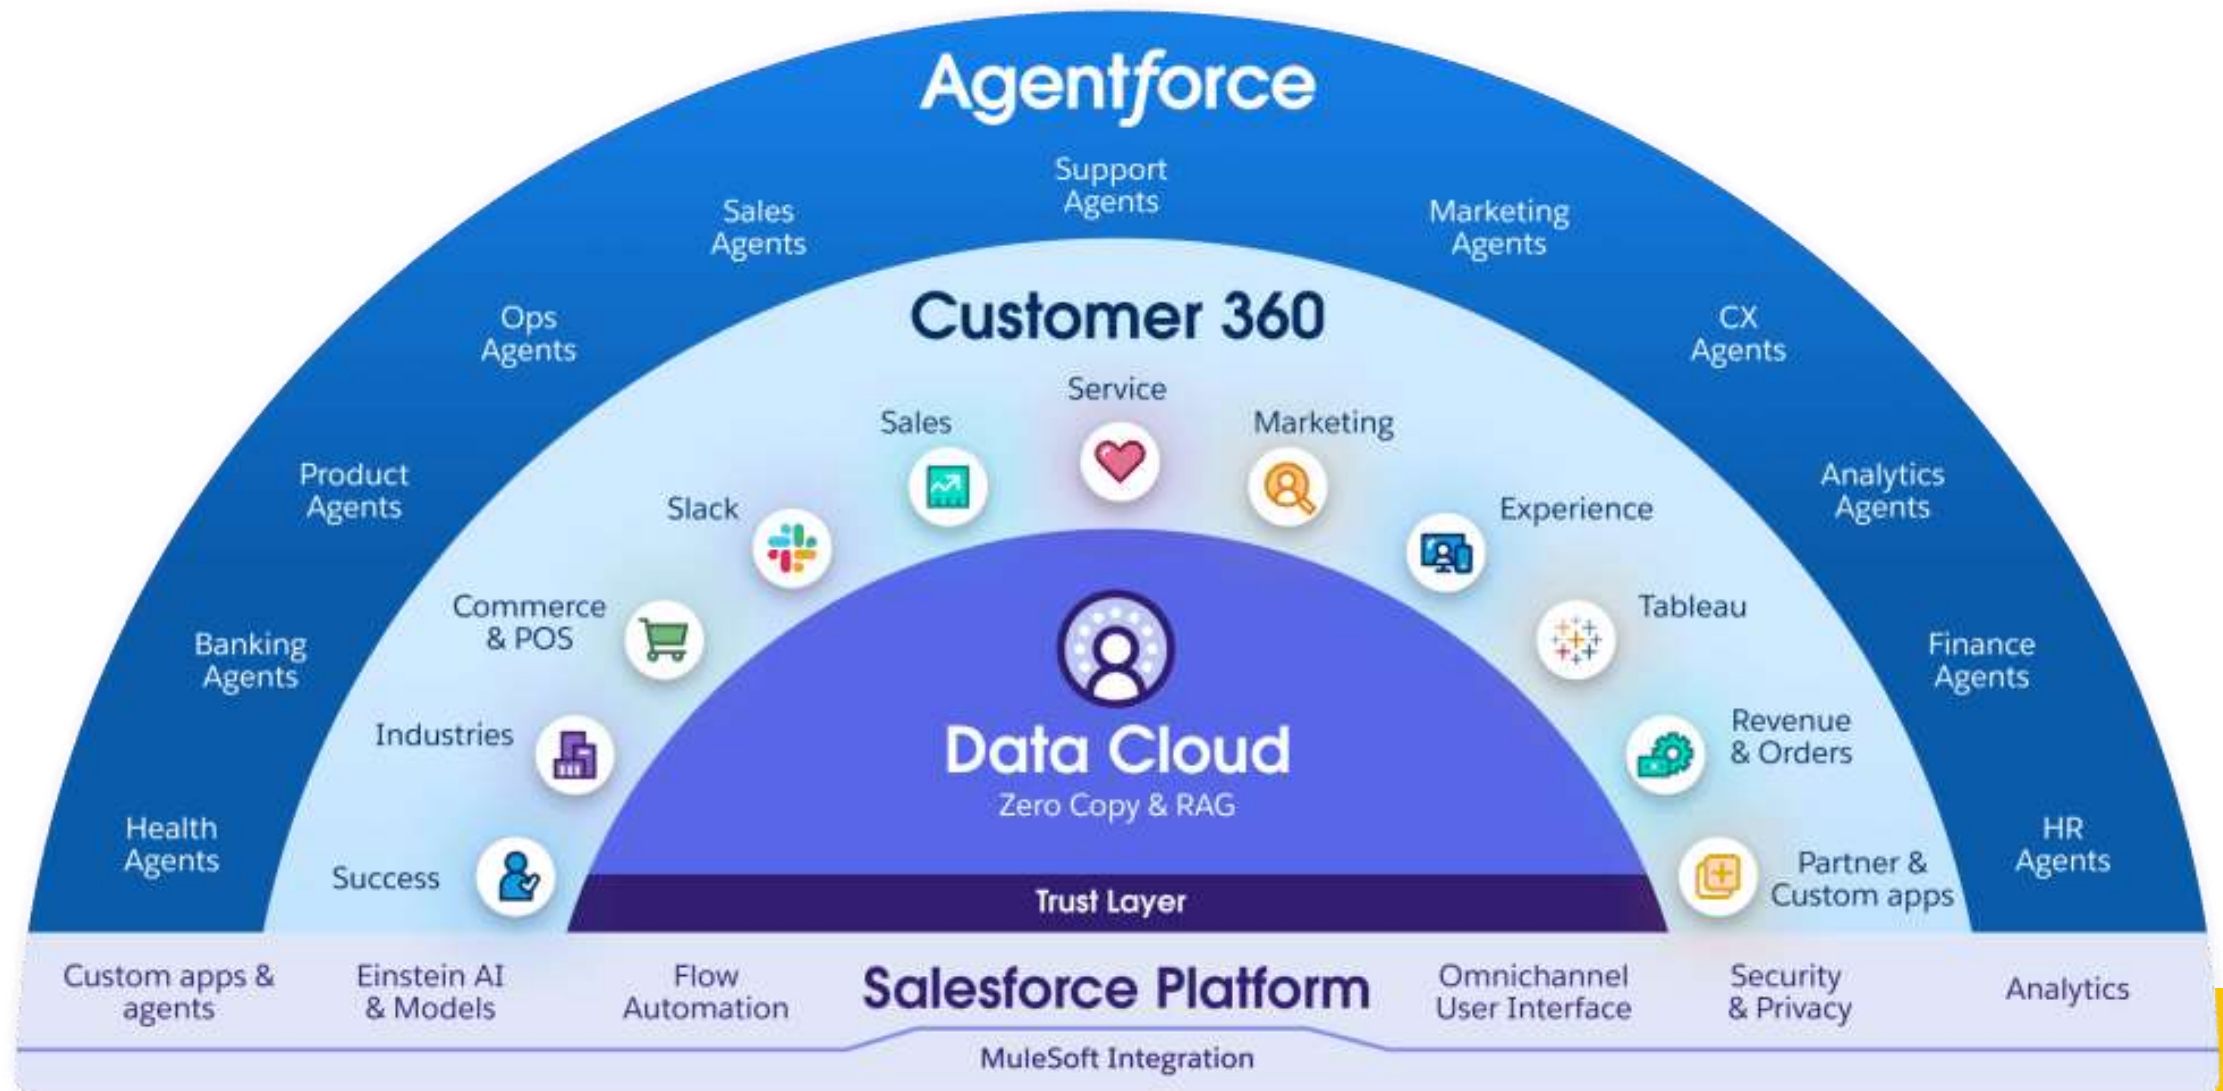 Agentforce
Support
Agents
Sales
Agents
Marketing
Agents
Ops
Agents
CX
Agents
Product
Agents
Analytics
Agents
Banking
Agents
Finance
Agents
Health
Agents
HR
Agents
Customer 360
Service
Sales
Marketing
Slack
Experience
Commerce
& POS
Tableau
Industries
Revenue
& Orders
Success
Partner &
Custom apps
Data Cloud
Zero Copy & RAG
Trust Layer
Custom apps &
agents
Einstein AI
& Models
Flow
Automation
Salesforce Platform
Omnichannel
User Interface
Security
& Privacy
Analytics
MuleSoft Integration